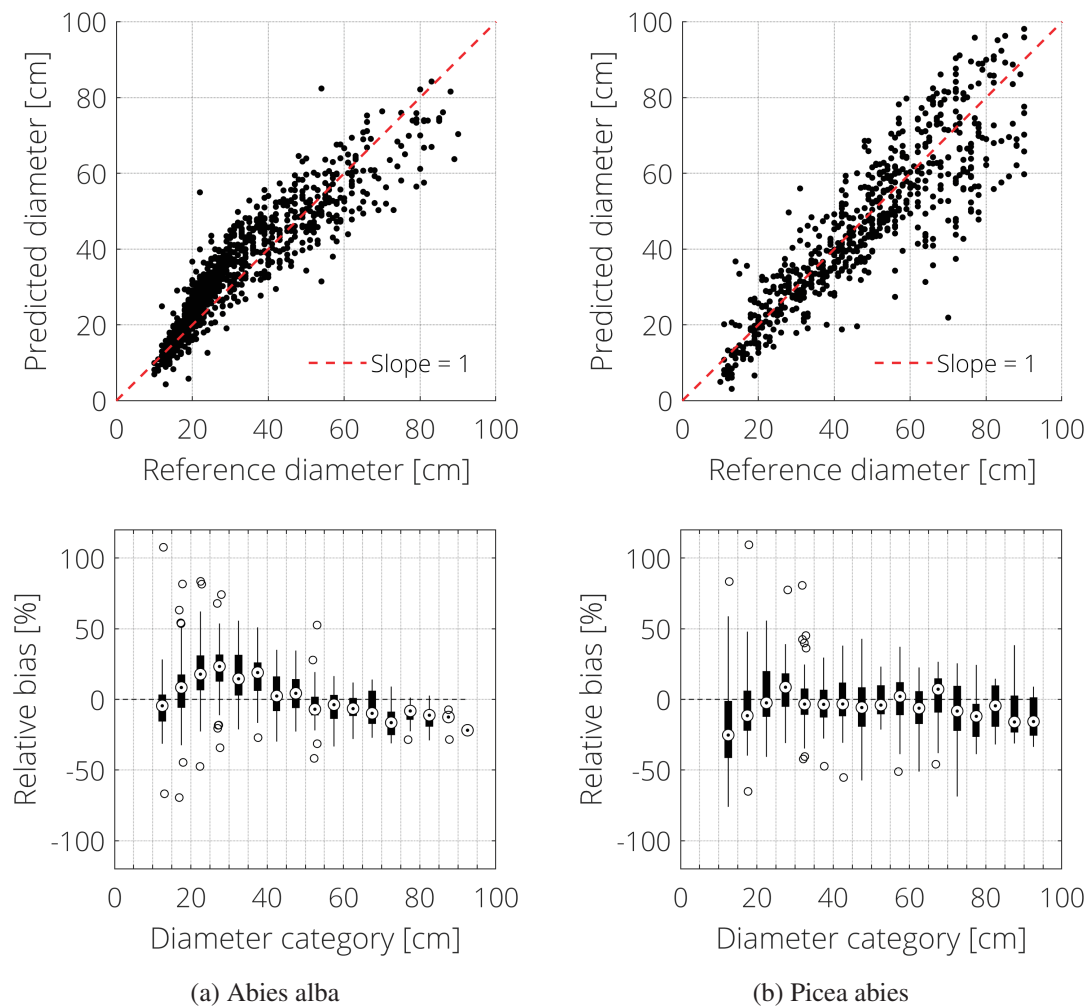 100
80
60
40
20
0
Predicted diameter [cm]
Slope = 1
0 20 40 60 80 100
Reference diameter [cm]
100
80
60
40
20
0
Predicted diameter [cm]
Slope = 1
0 20 40 60 80 100
Reference diameter [cm]
100
50
0
-50
-100
Relative bias [%]
0 20 40 60 80 100
Diameter category [cm]
(a) Abies alba
100
50
0
-50
-100
Relative bias [%]
0 20 40 60 80 100
Diameter category [cm]
(b) Picea abies